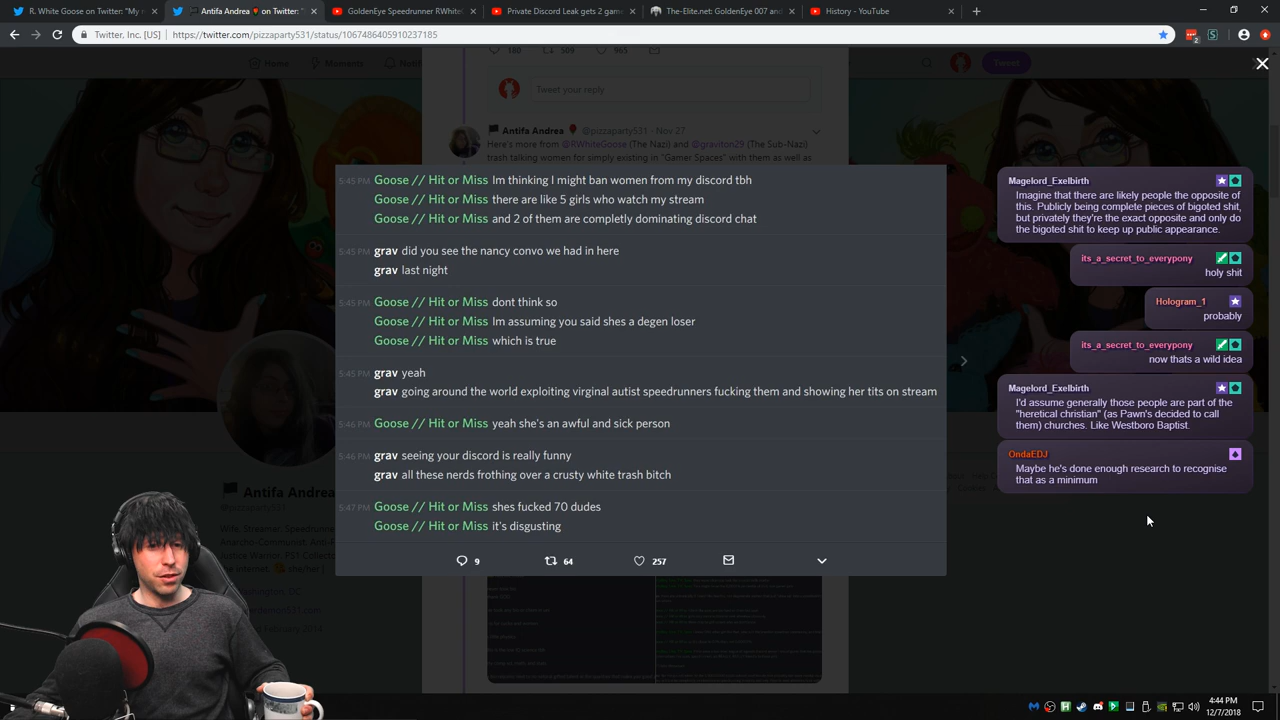 R. White Goose on Twitter: "My
Antifa Andrea on Twitter: "
GoldenEye Speedrunner RWhite
Private Discord Leak gets 2 game
The-Elite.net: GoldenEye 007 and
History - YouTube
Twitter, Inc. [US]
https://twitter.com/pizzaparty531/status/1067486405910237185
Home
Moments
Tweet
180 509 965
Tweet your reply
Antifa Andrea @pizzaparty531 - Nov 27
Here's more from @RWhiteGoose (The Nazi) and @graviton29 (The Sub-Nazi)
trash talking women for simply existing in "Gamer Spaces" with them as well as
5:45 PM Goose // Hit or Miss Im thinking I might ban women from my discord tbh
Goose // Hit or Miss there are like 5 girls who watch my stream
Goose // Hit or Miss and 2 of them are completly dominating discord chat
5:45 PM grav did you see the nancy convo we had in here
grav last night
5:45 PM Goose // Hit or Miss dont think so
Goose // Hit or Miss Im assuming you said shes a degen loser
Goose // Hit or Miss which is true
5:45 PM grav yeah
grav going around the world exploiting virginal autist speedrunners fucking them and showing her tits on stream
5:46 PM Goose // Hit or Miss yeah she's an awful and sick person
5:46 PM grav seeing your discord is really funny
grav all these nerds frothing over a crusty white trash bitch
5:47 PM Goose // Hit or Miss shes fucked 70 dudes
Goose // Hit or Miss it's disgusting
9 64 257
Magelord_Exelbirth
Imagine that there are likely people the opposite of
this. Publicly being complete pieces of bigoted shit,
but privately they're the exact opposite and only do
the bigoted shit to keep up public appearance.
its_a_secret_to_everypony
holy shit
Hologram_1
probably
its_a_secret_to_everypony
now thats a wild idea
Magelord_Exelbirth
I'd assume generally those people are part of the
"heretical christian" (as Pawn's decided to call
them) churches. Like Westboro Baptist.
OndaEDJ
Maybe he's done enough research to recognise
that as a minimum
Antifa Andrea
4:44 PM
12/7/2018